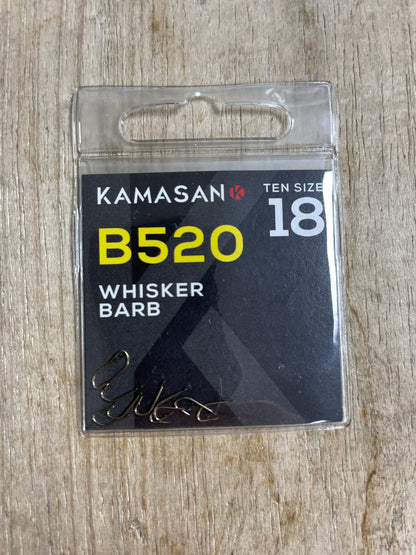 KAMASAN K
TEN SIZE
18
B520
WHISKER
BARB